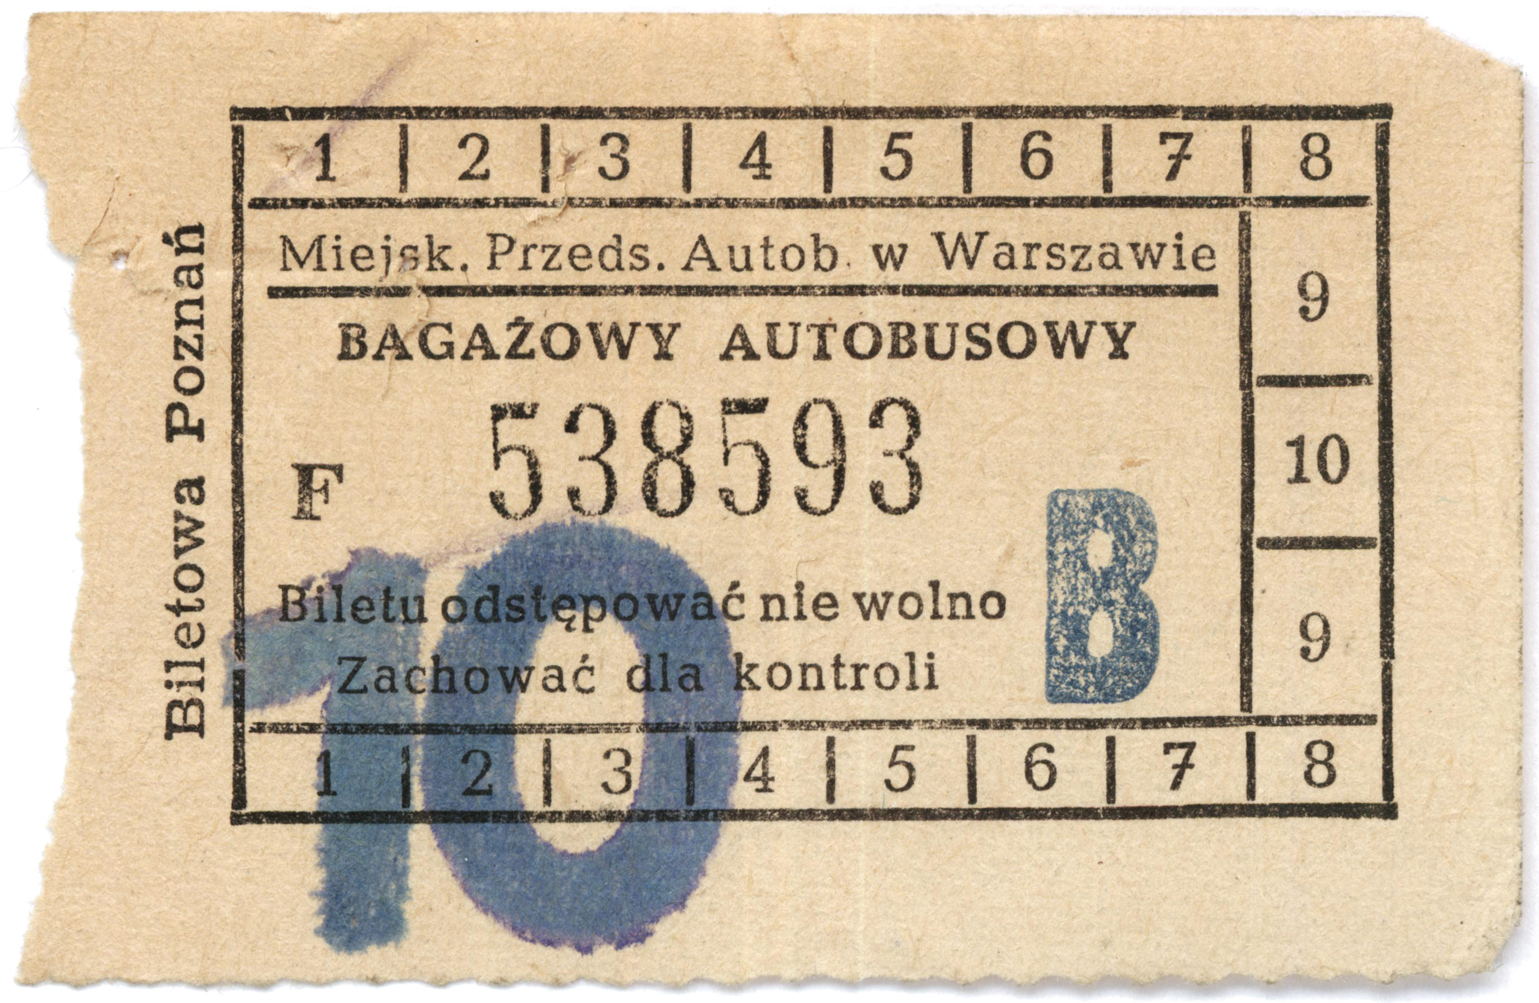 1 | 2 | 3 | 4 | 5 | 6 | 7 | 8
Miejsk. Przeds. Autob. w Warszawie
9
BAGAŻOWY AUTOBUSOWY
10
F 538593
B
Biletu odstępować nie wolno
9
Zachować dla kontroli
1 | 2 | 3 | 4 | 5 | 6 | 7 | 8
10
Biletowa Poznań